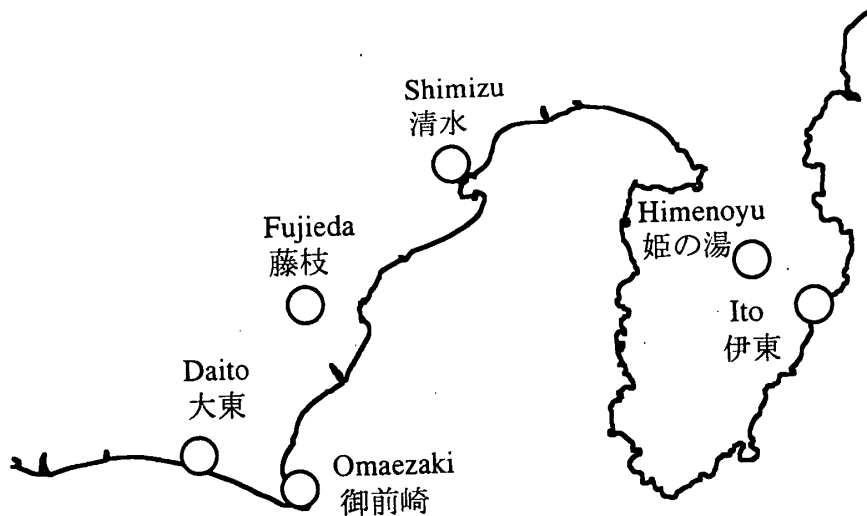 Shimizu
清水
Himenoyu
姫の湯
Fujieda
藤枝
Ito
伊東
Daito
大東
Omaezaki
御前崎